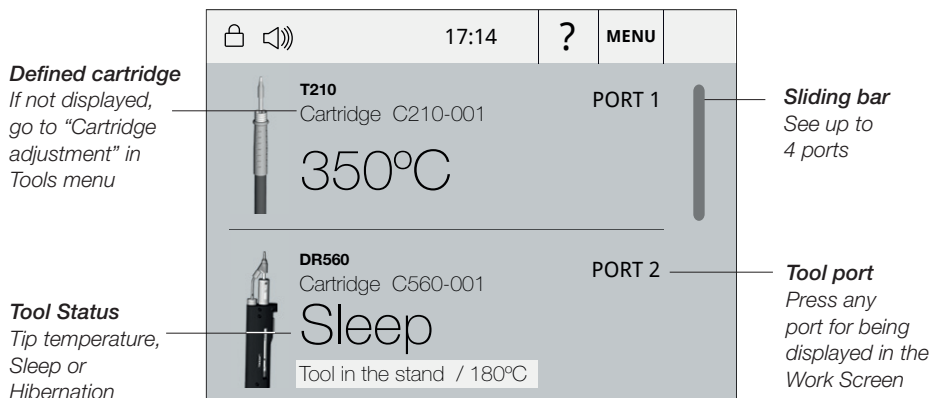 17:14
?
MENU
Defined cartridge
If not displayed,
go to “Cartridge
adjustment” in
Tools menu
T210
Cartridge C210-001
350ºC
PORT 1
Sliding bar
See up to
4 ports
DR560
Cartridge C560-001
Sleep
Tool in the stand / 180ºC
PORT 2
Tool Status
Tip temperature,
Sleep or
Hibernation
Tool port
Press any
port for being
displayed in the
Work Screen